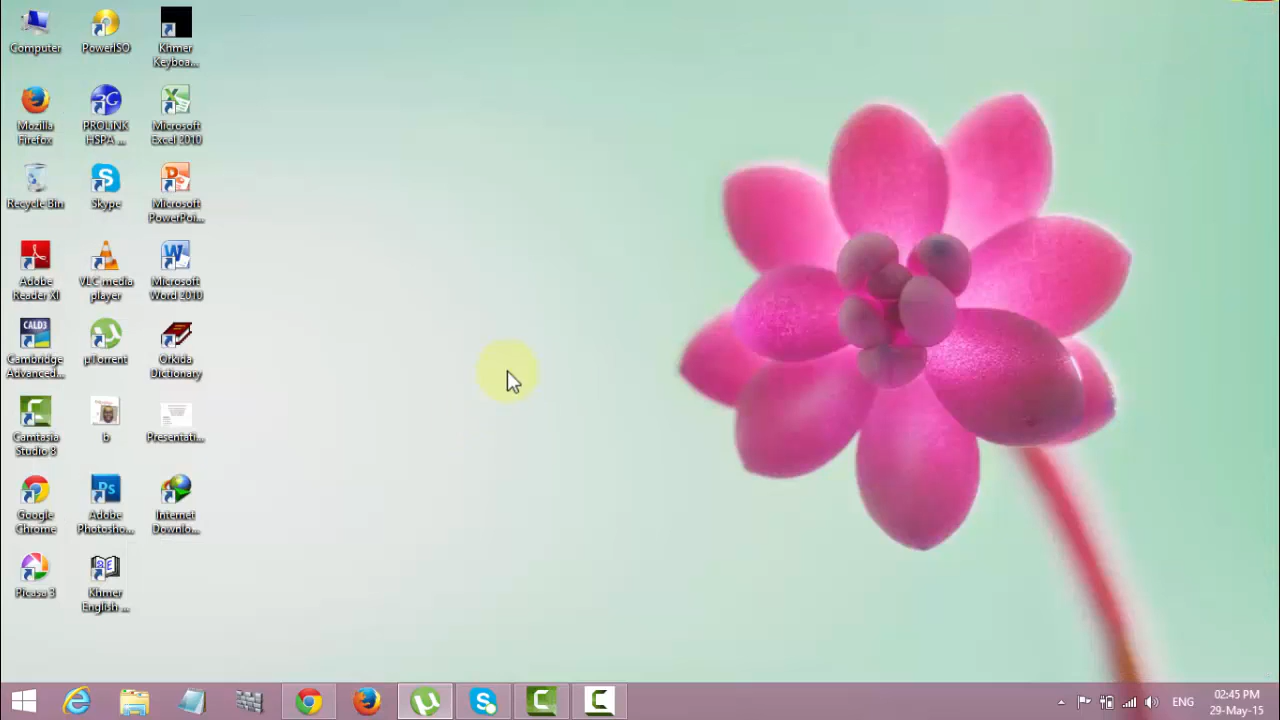 Computer
PowerISO
Khmer
Keyboa...
Mozilla
Firefox
PROLiNK
HSPA ...
Microsoft
Excel 2010
Recycle Bin
Skype
Microsoft
PowerPoi...
Adobe
Reader XI
VLC media
player
Microsoft
Word 2010
CALD3
Cambridge
Advanced...
µTorrent
Orkida
Dictionary
Camtasia
Studio 8
b
Presentati...
Google
Chrome
Ps
Adobe
Photosho...
Internet
Downlo...
Picasa 3
Khmer
English ...
ENG
02:45 PM
29-May-15